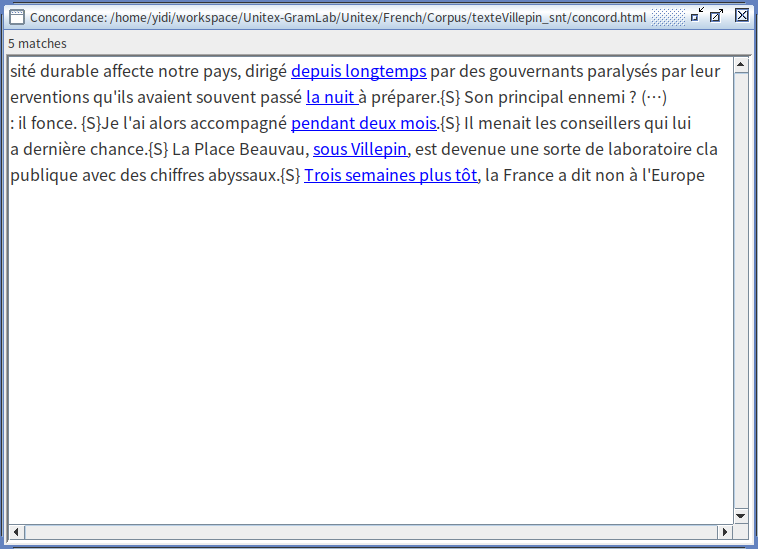 Concordance: /home/yidi/workspace/Unitex-GramLab/Unitex/French/Corpus/texteVillepin_snt/concord.html
5 matches
sité durable affecte notre pays, dirigé depuis longtemps par des gouvernants paralysés par leur
erventions qu'ils avaient souvent passé la nuit à préparer.{S} Son principal ennemi ? (⋯)
: il fonce. {S}Je l'ai alors accompagné pendant deux mois.{S} Il menait les conseillers qui lui
a dernière chance.{S} La Place Beauvau, sous Villepin, est devenue une sorte de laboratoire cla
publique avec des chiffres abyssaux.{S} Trois semaines plus tôt, la France a dit non à l'Europe